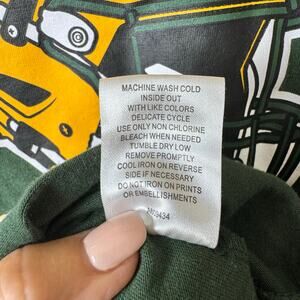 MACHINE WASH COLD
INSIDE OUT
WITH LIKE COLORS
DELICATE CYCLE
USE ONLY NON CHLORINE
BLEACH WHEN NEEDED
TUMBLE DRY LOW
REMOVE PROMPTLY
COOL IRON ON REVERSE
SIDE IF NECESSARY
DO NOT IRON ON PRINTS
OR EMBELLISHMENTS